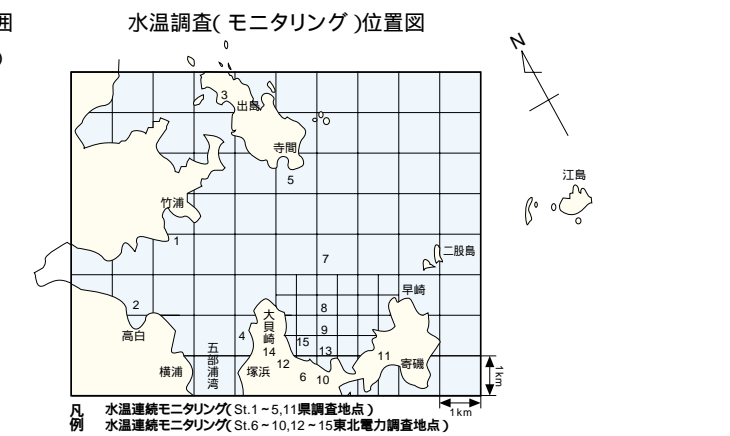 囲
)
水温調査(モニタリング)位置図
N
3
出島
寺間
5
江島
竹浦
1
7
二股島
早崎
2
8
大貝崎
高白
4
9
15
五部浦湾
14
13
12
11
横浦
塚浜
6
10
寄磯
1km
1km
凡例
水温連続モニタリング(St.1~5,11県調査地点)
水温連続モニタリング(St.6~10,12~15東北電力調査地点)